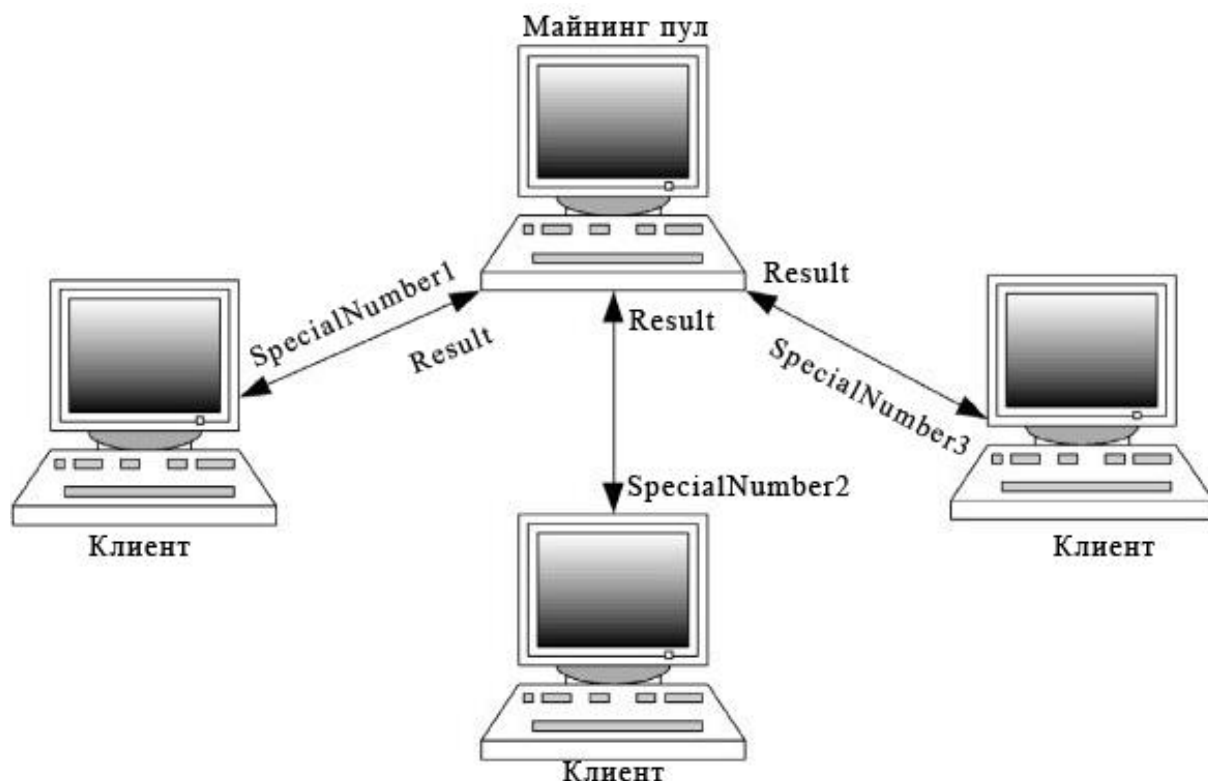 Майнинг пул
SpecialNumber1
Result
Result
Result
SpecialNumber3
SpecialNumber2
Клиент
Клиент
Клиент